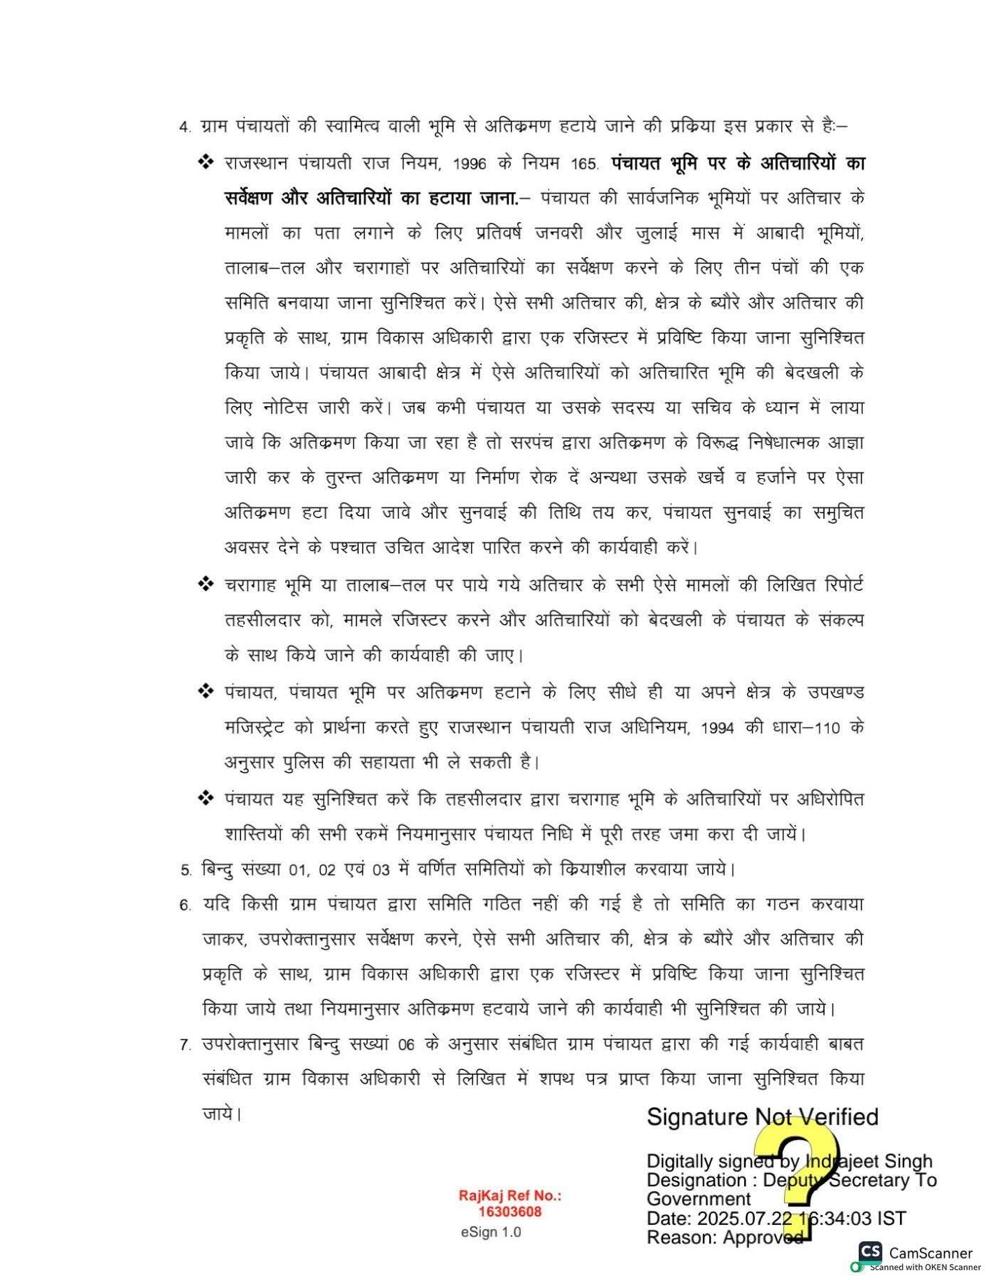 4. ग्राम पंचायतों की स्वामित्व वाली भूमि से अतिक्रमण हटाये जाने की प्रक्रिया इस प्रकार से हैः–
❖ राजस्थान पंचायती राज नियम, 1996 के नियम 165. पंचायत भूमि पर के अतिचारियों का
सर्वेक्षण और अतिचारियों का हटाया जाना.– पंचायत की सार्वजनिक भूमियों पर अतिचार के
मामलों का पता लगाने के लिए प्रतिवर्ष जनवरी और जुलाई मास में आबादी भूमियों,
तालाब–तल और चरागाहों पर अतिचारियों का सर्वेक्षण करने के लिए तीन पंचों की एक
समिति बनवाया जाना सुनिश्चित करें। ऐसे सभी अतिचार की, क्षेत्र के ब्यौरे और अतिचार की
प्रकृति के साथ, ग्राम विकास अधिकारी द्वारा एक रजिस्टर में प्रविष्टि किया जाना सुनिश्चित
किया जाये। पंचायत आबादी क्षेत्र में ऐसे अतिचारियों को अतिचारित भूमि की बेदखली के
लिए नोटिस जारी करें। जब कभी पंचायत या उसके सदस्य या सचिव के ध्यान में लाया
जावे कि अतिक्रमण किया जा रहा है तो सरपंच द्वारा अतिक्रमण के विरूद्ध निषेधात्मक आज्ञा
जारी कर के तुरन्त अतिक्रमण या निर्माण रोक दें अन्यथा उसके खर्चे व हर्जाने पर ऐसा
अतिक्रमण हटा दिया जावे और सुनवाई की तिथि तय कर, पंचायत सुनवाई का समुचित
अवसर देने के पश्चात उचित आदेश पारित करने की कार्यवाही करें।
❖ चरागाह भूमि या तालाब–तल पर पाये गये अतिचार के सभी ऐसे मामलों की लिखित रिपोर्ट
तहसीलदार को, मामले रजिस्टर करने और अतिचारियों को बेदखली के पंचायत के संकल्प
के साथ किये जाने की कार्यवाही की जाए।
❖ पंचायत, पंचायत भूमि पर अतिक्रमण हटाने के लिए सीधे ही या अपने क्षेत्र के उपखण्ड
मजिस्ट्रेट को प्रार्थना करते हुए राजस्थान पंचायती राज अधिनियम, 1994 की धारा–110 के
अनुसार पुलिस की सहायता भी ले सकती है।
❖ पंचायत यह सुनिश्चित करें कि तहसीलदार द्वारा चरागाह भूमि के अतिचारियों पर अधिरोपित
शास्तियों की सभी रकमें नियमानुसार पंचायत निधि में पूरी तरह जमा करा दी जायें।
5. बिन्दु संख्या 01, 02 एवं 03 में वर्णित समितियों को क्रियाशील करवाया जाये।
6. यदि किसी ग्राम पंचायत द्वारा समिति गठित नहीं की गई है तो समिति का गठन करवाया
जाकर, उपरोक्तानुसार सर्वेक्षण करने, ऐसे सभी अतिचार की, क्षेत्र के ब्यौरे और अतिचार की
प्रकृति के साथ, ग्राम विकास अधिकारी द्वारा एक रजिस्टर में प्रविष्टि किया जाना सुनिश्चित
किया जाये तथा नियमानुसार अतिक्रमण हटवाये जाने की कार्यवाही भी सुनिश्चित की जाये।
7. उपरोक्तानुसार बिन्दु सख्यां 06 के अनुसार संबंधित ग्राम पंचायत द्वारा की गई कार्यवाही बाबत
संबंधित ग्राम विकास अधिकारी से लिखित में शपथ पत्र प्राप्त किया जाना सुनिश्चित किया
जाये।
Signature Not Verified
Digitally signed by Indrajeet Singh
Designation : Deputy Secretary To
Government
Date: 2025.07.22 16:34:03 IST
Reason: Approved
RajKaj Ref No.:
16303608
eSign 1.0
CS CamScanner
Scanned with OKEN Scanner